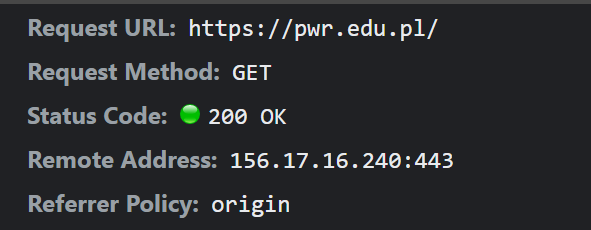 Request URL: https://pwr.edu.pl/
Request Method: GET
Status Code: 200 OK
Remote Address: 156.17.16.240:443
Referrer Policy: origin